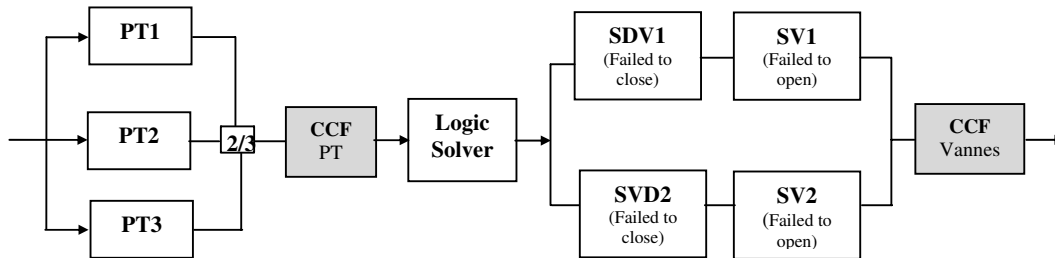 PT1
PT2
PT3
2/3
CCF
PT
Logic
Solver
SDV1
(Failed to
close)
SV1
(Failed to
open)
SVD2
(Failed to
close)
SV2
(Failed to
open)
CCF
Vannes